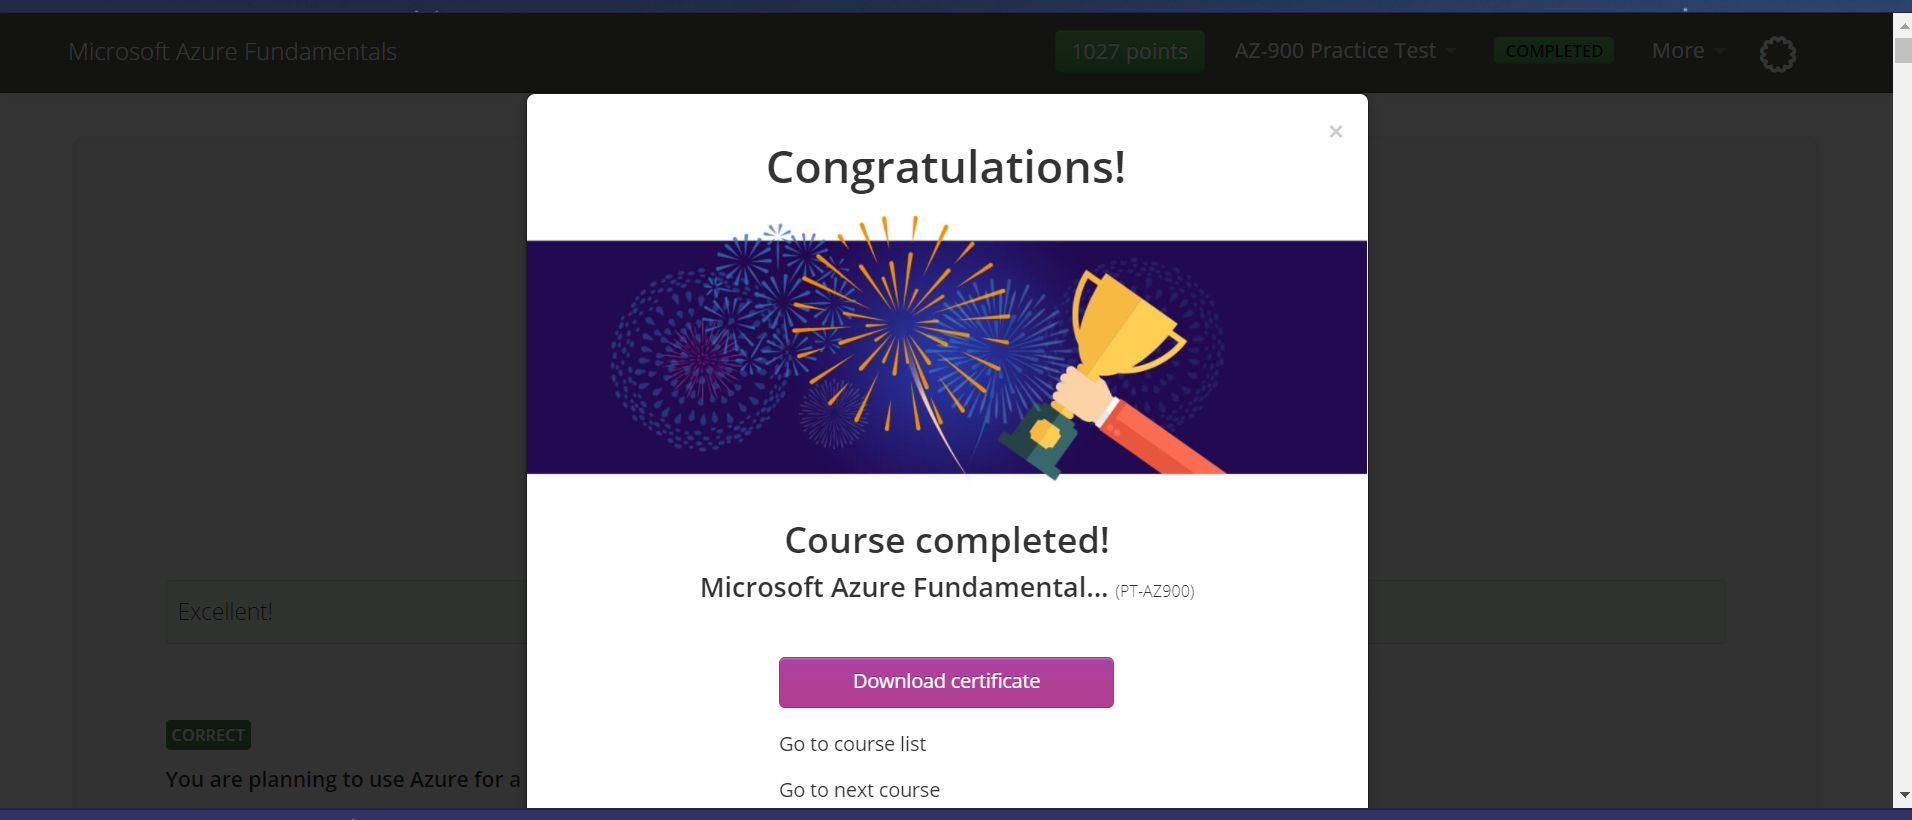 Microsoft Azure Fundamentals
1027 points
AZ-900 Practice Test
COMPLETED
More
×
Congratulations!
Course completed!
Microsoft Azure Fundamental... (PT-AZ900)
Excellent!
Download certificate
CORRECT
Go to course list
You are planning to use Azure for a
Go to next course